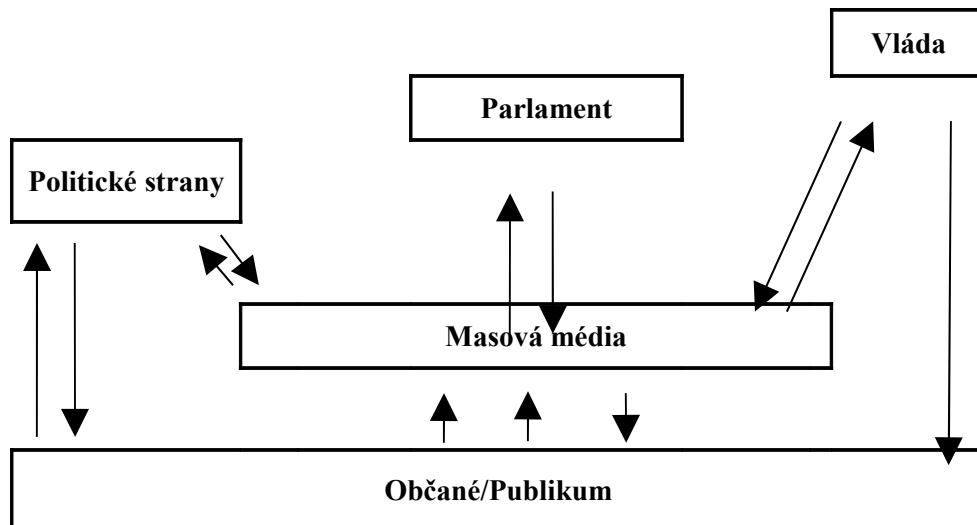 Vláda
Parlament
Politické strany
Masová média
Občané/Publikum